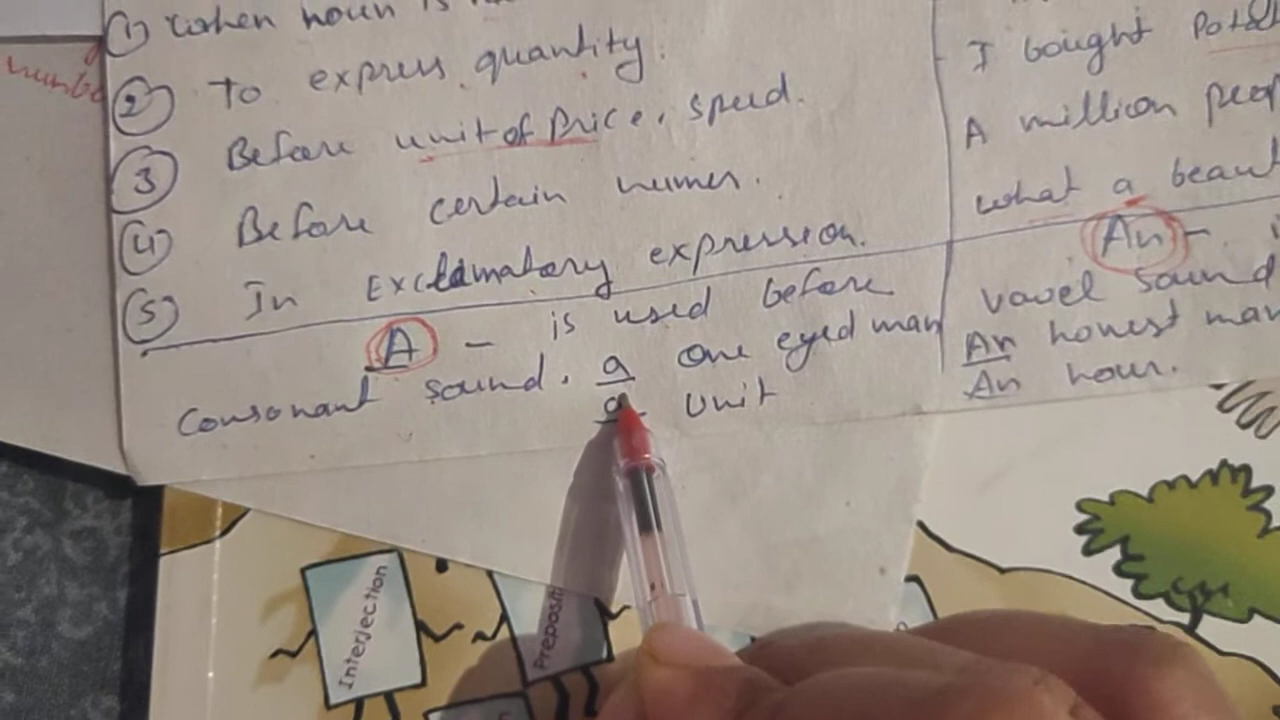 (1) When noun is
numbe
(2) To express quantity.
(3) Before unit of Price, speed.
(4) Before certain numer.
(5) In Exclamatory expression.
A - is used before
Consonant sound. a one eyed man
a unit
I bought
A million
what a
An -
vowel sound
An honest man
An hour.
Interjection
Preposit